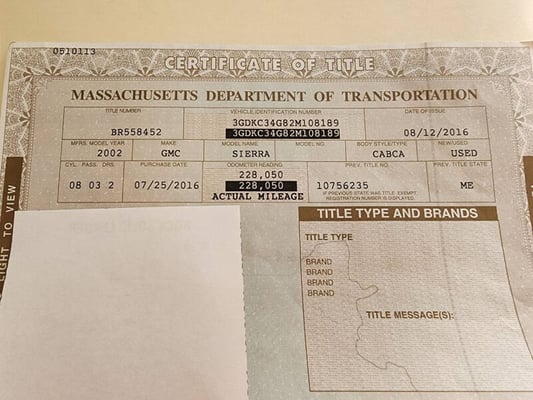 0510113
CERTIFICATE OF TITLE
MASSACHUSETTS DEPARTMENT OF TRANSPORTATION
TITLE NUMBER VEHICLE IDENTIFICATION NUMBER DATE OF ISSUE
3GDKC34G82M108189
BR558452 3GDKC34G82M108189 08/12/2016
MFRS. MODEL YEAR MAKE MODEL NAME MODEL NO. BODY STYLE/TYPE NEW/USED
2002 GMC SIERRA CABCA USED
CYL. PASS. DRS. PURCHASE DATE ODOMETER READING PREV. TITLE NO. PREV. TITLE STATE
228,050
08 03 2 07/25/2016 228,050 10756235 ME
ACTUAL MILEAGE IF PREVIOUS STATE WAS TITLE EXEMPT,
REGISTRATION NUMBER IS DISPLAYED.
TITLE TYPE AND BRANDS
TITLE TYPE
BRAND
BRAND
BRAND
BRAND
TITLE MESSAGE(S):
LIGHT TO VIEW